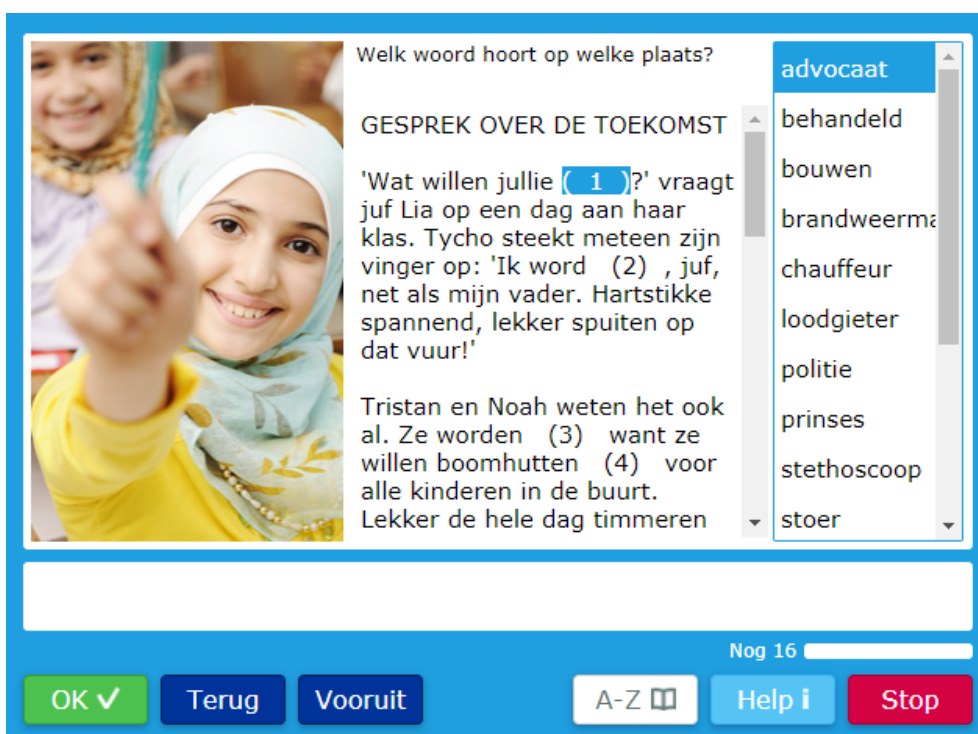 Welk woord hoort op welke plaats?
GESPREK OVER DE TOEKOMST
'Wat willen jullie ( 1 )?' vraagt
juf Lia op een dag aan haar
klas. Tycho steekt meteen zijn
vinger op: 'Ik word (2) , juf,
net als mijn vader. Hartstikke
spannend, lekker spuiten op
dat vuur!'
Tristan en Noah weten het ook
al. Ze worden (3) want ze
willen boomhutten (4) voor
alle kinderen in de buurt.
Lekker de hele dag timmeren
advocaat
behandeld
bouwen
brandweerma
chauffeur
loodgieter
politie
prinses
stethoscoop
stoer
Nog 16
OK
Terug
Vooruit
A-Z
Help i
Stop